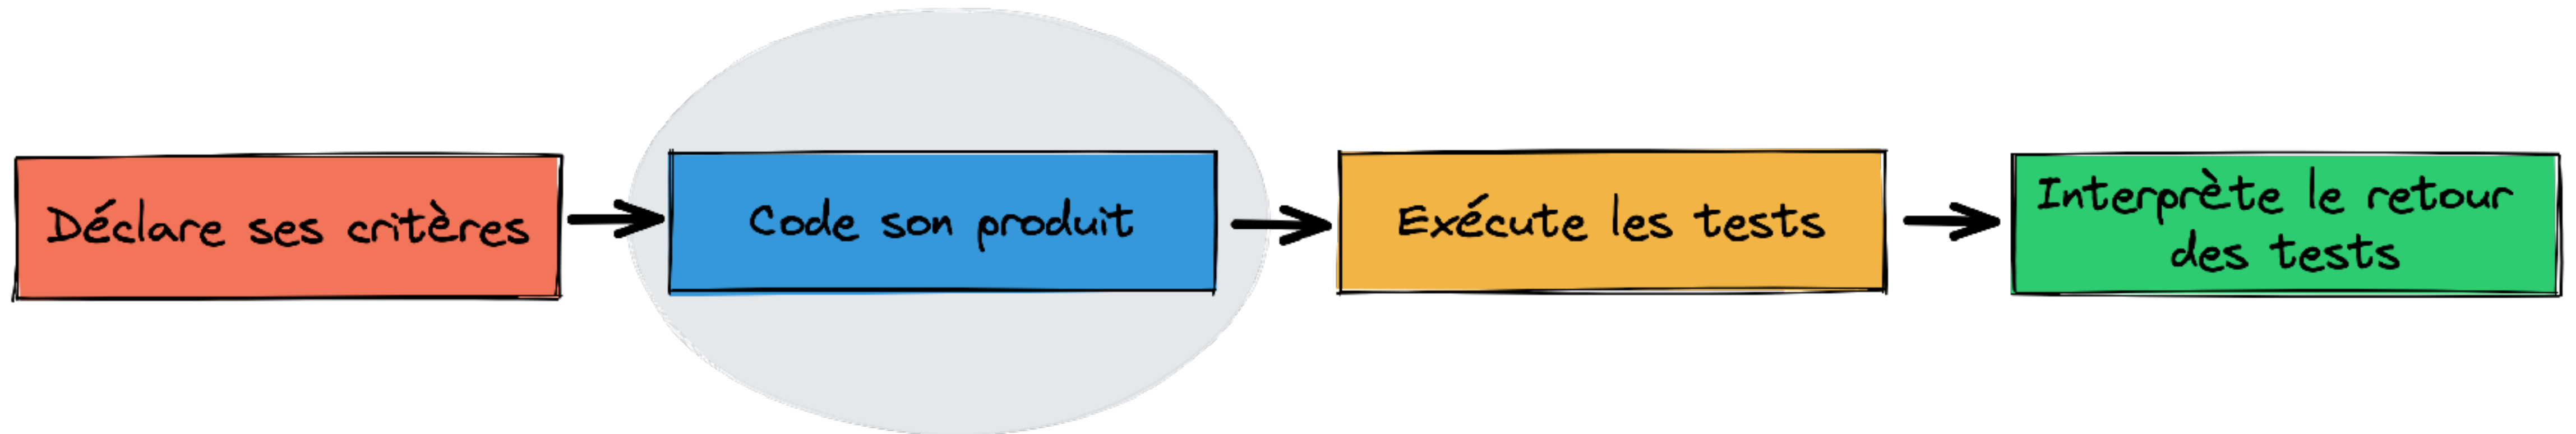 Déclare ses critères
Code son produit
Exécute les tests
Interprète le retour
des tests